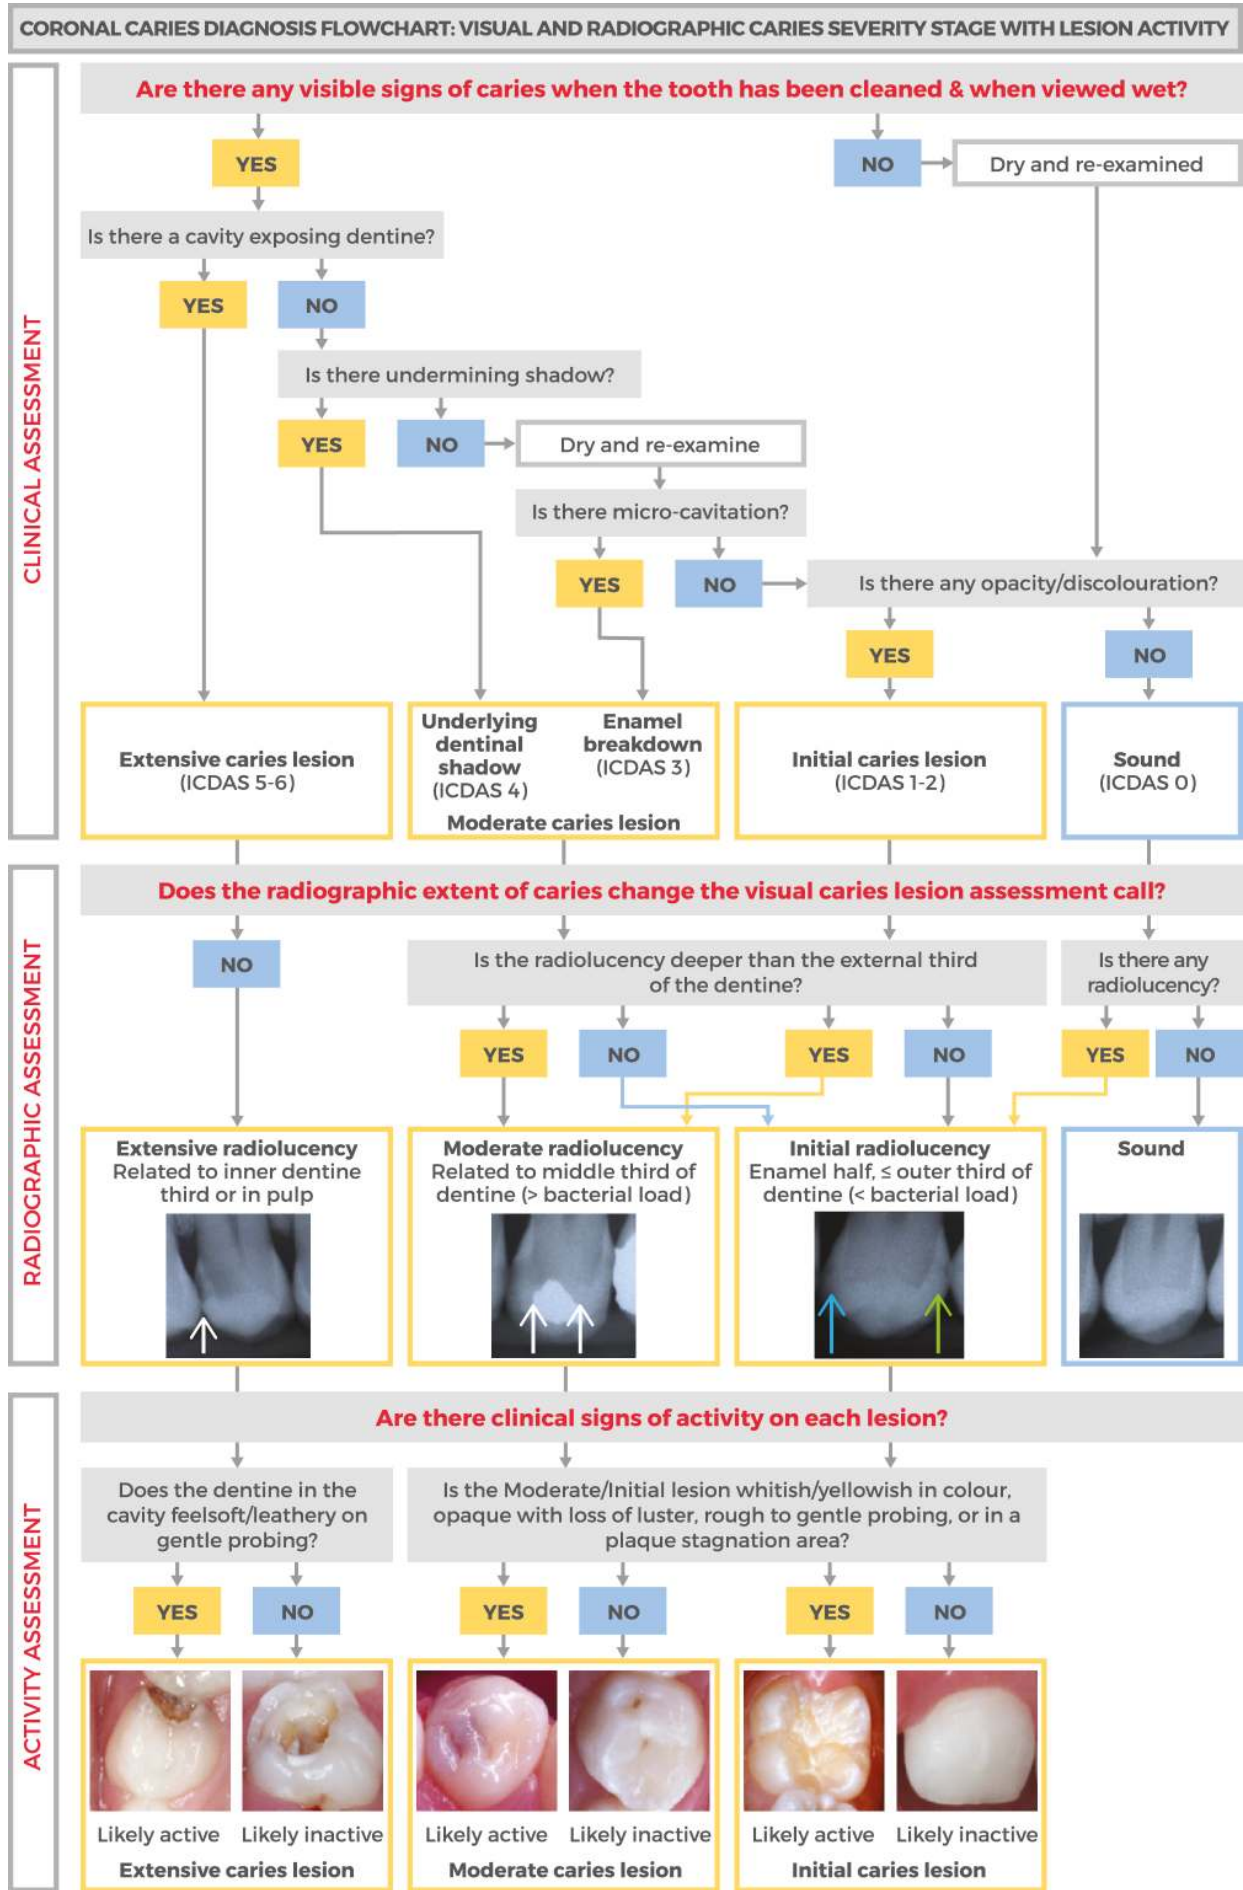 CORONAL CARIES DIAGNOSIS FLOWCHART: VISUAL AND RADIOGRAPHIC CARIES SEVERITY STAGE WITH LESION ACTIVITY
CLINICAL ASSESSMENT
Are there any visible signs of caries when the tooth has been cleaned & when viewed wet?
YES
NO
Dry and re-examined
Is there a cavity exposing dentine?
YES
NO
Is there undermining shadow?
YES
NO
Dry and re-examine
Is there micro-cavitation?
YES
NO
Is there any opacity/discolouration?
YES
NO
Extensive caries lesion
(ICDAS 5-6)
Underlying
dentinal
shadow
(ICDAS 4)
Enamel
breakdown
(ICDAS 3)
Moderate caries lesion
Initial caries lesion
(ICDAS 1-2)
Sound
(ICDAS 0)
RADIOGRAPHIC ASSESSMENT
Does the radiographic extent of caries change the visual caries lesion assessment call?
NO
Is the radiolucency deeper than the external third
of the dentine?
Is there any
radiolucency?
YES
NO
YES
NO
YES
NO
Extensive radiolucency
Related to inner dentine
third or in pulp
Moderate radiolucency
Related to middle third of
dentine (> bacterial load)
Initial radiolucency
Enamel half, ≤ outer third of
dentine (< bacterial load)
Sound
ACTIVITY ASSESSMENT
Are there clinical signs of activity on each lesion?
Does the dentine in the
cavity feelsoft/leathery on
gentle probing?
Is the Moderate/Initial lesion whitish/yellowish in colour,
opaque with loss of luster, rough to gentle probing, or in a
plaque stagnation area?
YES
NO
YES
NO
YES
NO
Likely active
Likely inactive
Extensive caries lesion
Likely active
Likely inactive
Moderate caries lesion
Likely active
Likely inactive
Initial caries lesion